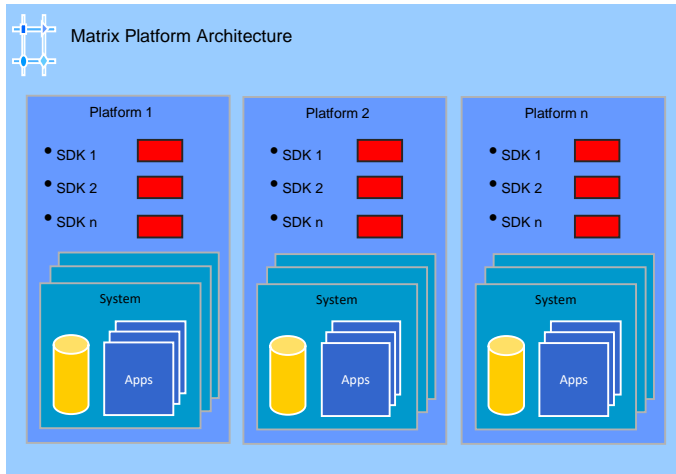 Matrix Platform Architecture
Platform 1
• SDK 1
• SDK 2
• SDK n
System
Apps
Platform 2
• SDK 1
• SDK 2
• SDK n
System
Apps
Platform n
• SDK 1
• SDK 2
• SDK n
System
Apps